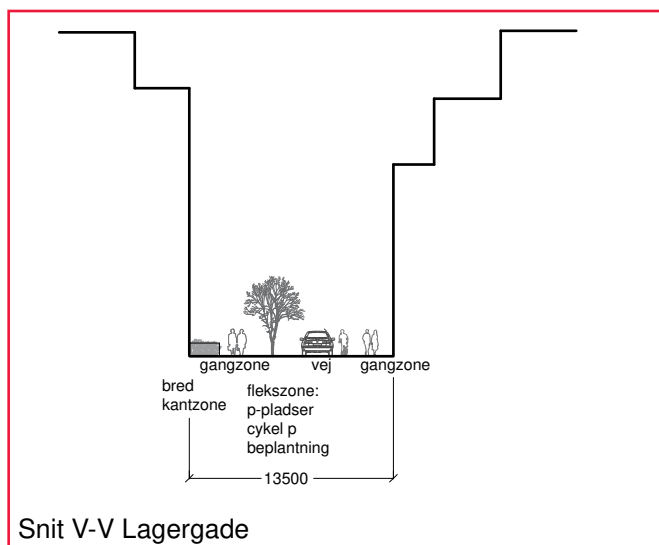 gangzone vej gangzone
bred
kantzone
flekszone:
p-pladser
cykel p
beplantning
13500
Snit V-V Lagergade